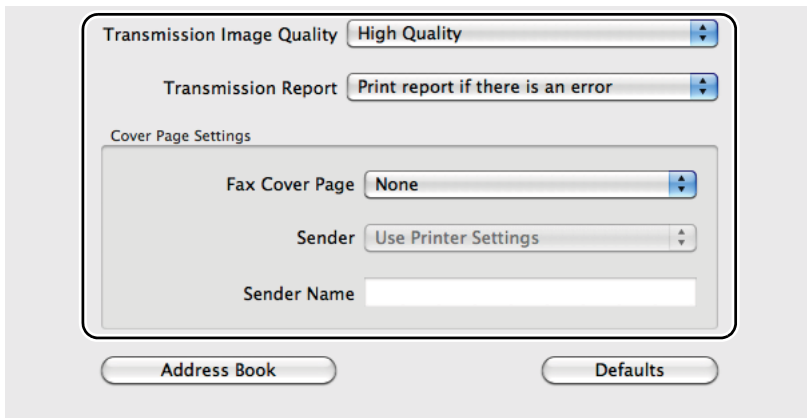 Transmission Image Quality High Quality
Transmission Report Print report if there is an error
Cover Page Settings
Fax Cover Page None
Sender Use Printer Settings
Sender Name
Address Book Defaults